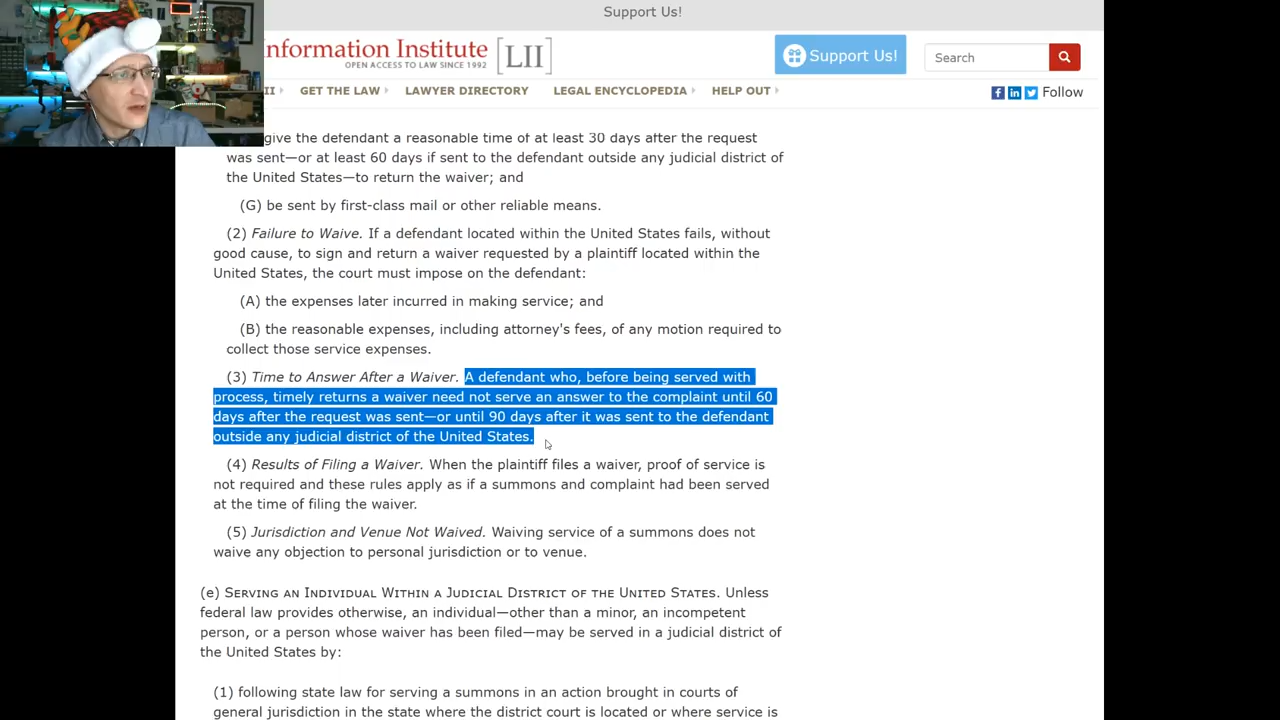 Support Us!
Information Institute [LII]
OPEN ACCESS TO LAW SINCE 1992
Support Us!
Search
II GET THE LAW LAWYER DIRECTORY LEGAL ENCYCLOPEDIA HELP OUT
Follow
give the defendant a reasonable time of at least 30 days after the request
was sent—or at least 60 days if sent to the defendant outside any judicial district of
the United States—to return the waiver; and
(G) be sent by first-class mail or other reliable means.
(2) Failure to Waive. If a defendant located within the United States fails, without
good cause, to sign and return a waiver requested by a plaintiff located within the
United States, the court must impose on the defendant:
(A) the expenses later incurred in making service; and
(B) the reasonable expenses, including attorney's fees, of any motion required to
collect those service expenses.
(3) Time to Answer After a Waiver. A defendant who, before being served with
process, timely returns a waiver need not serve an answer to the complaint until 60
days after the request was sent—or until 90 days after it was sent to the defendant
outside any judicial district of the United States.
(4) Results of Filing a Waiver. When the plaintiff files a waiver, proof of service is
not required and these rules apply as if a summons and complaint had been served
at the time of filing the waiver.
(5) Jurisdiction and Venue Not Waived. Waiving service of a summons does not
waive any objection to personal jurisdiction or to venue.
(e) SERVING AN INDIVIDUAL WITHIN A JUDICIAL DISTRICT OF THE UNITED STATES. Unless
federal law provides otherwise, an individual—other than a minor, an incompetent
person, or a person whose waiver has been filed—may be served in a judicial district of
the United States by:
(1) following state law for serving a summons in an action brought in courts of
general jurisdiction in the state where the district court is located or where service is